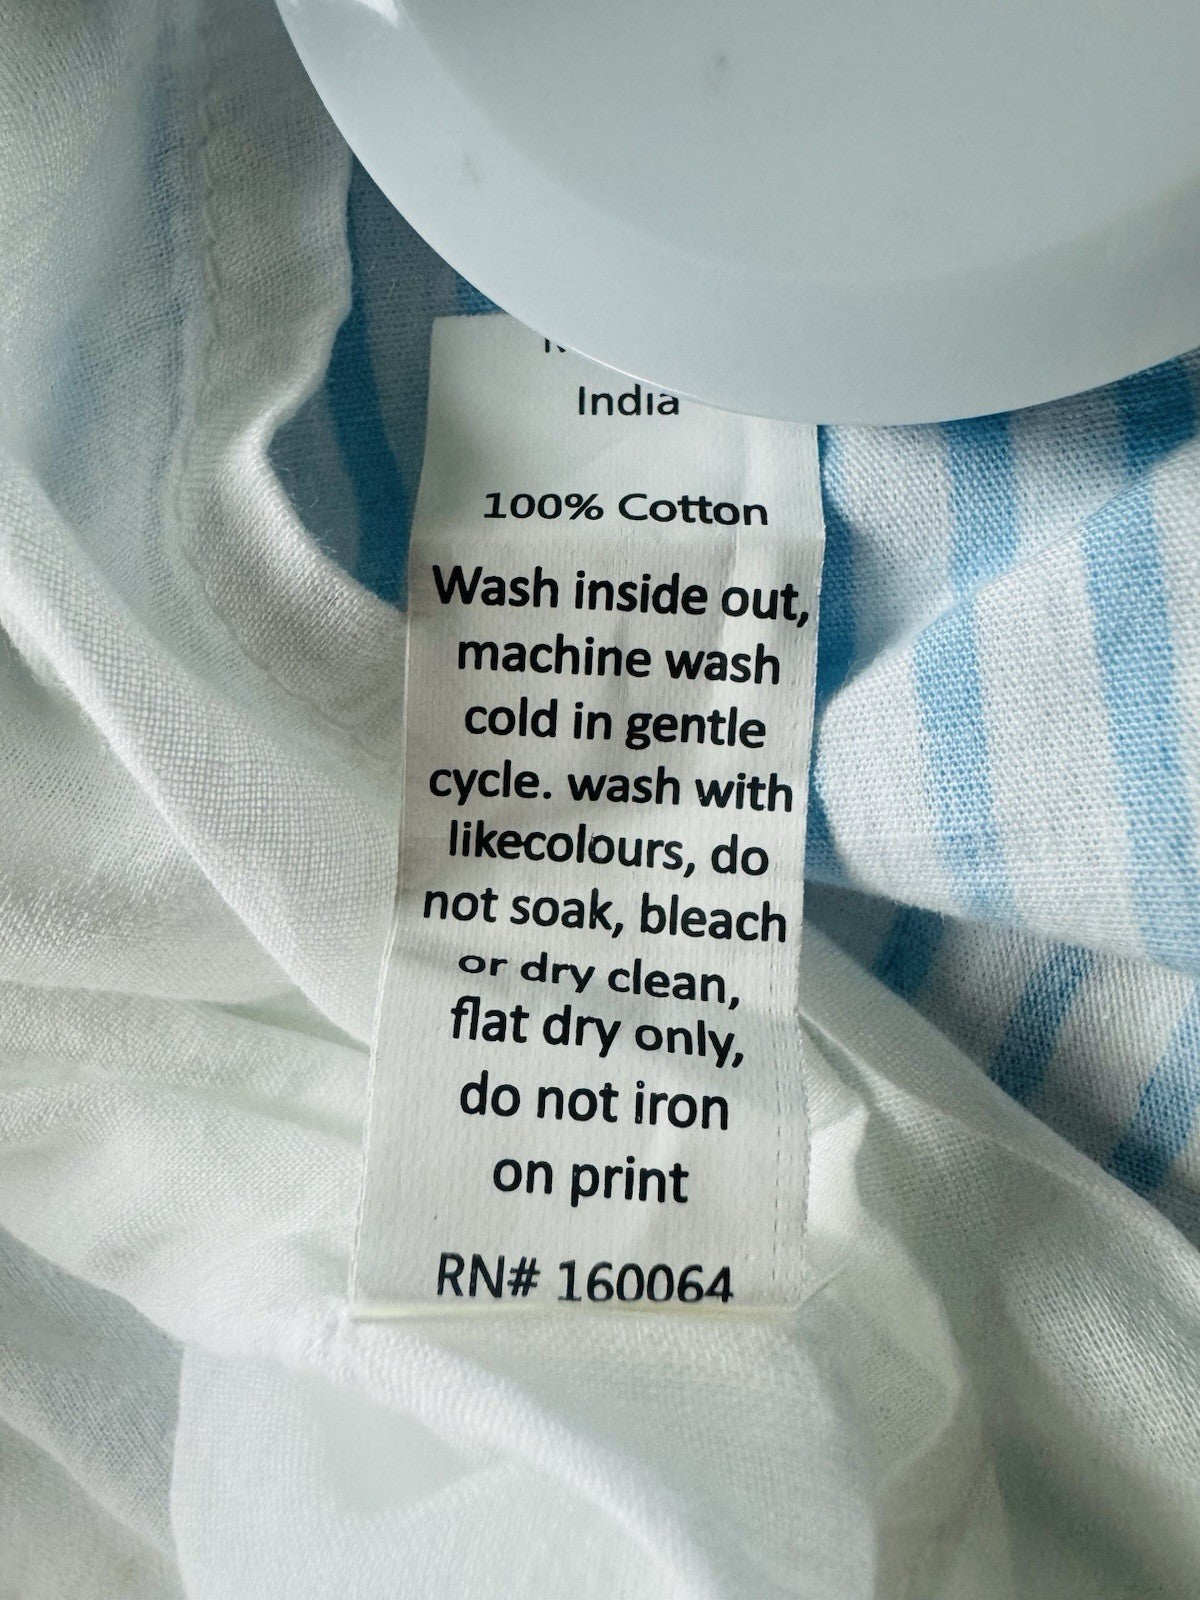 India
100% Cotton
Wash inside out,
machine wash
cold in gentle
cycle. wash with
likecolours, do
not soak, bleach
or dry clean,
flat dry only,
do not iron
on print
RN# 160064